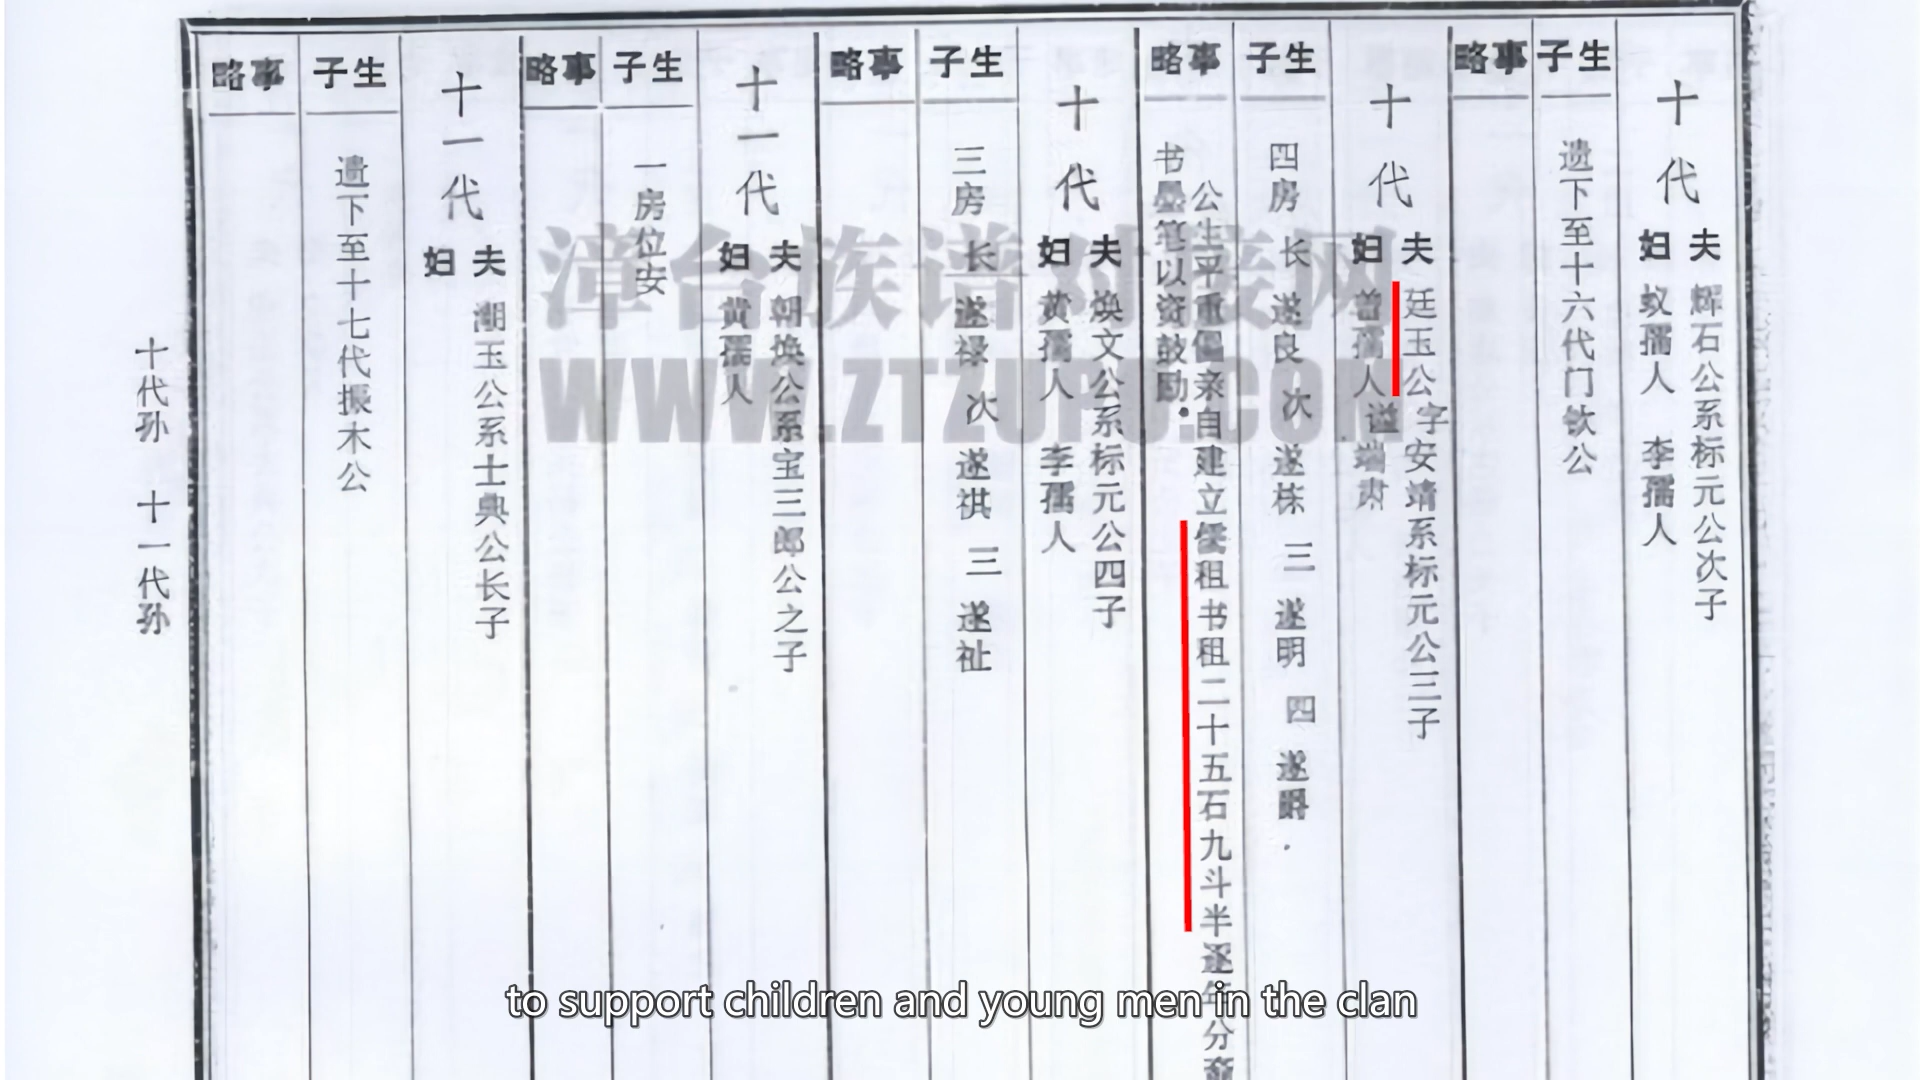 十代
夫 辉石公系标元公次子
妇 蚁孺人 李孺人
生子
遗下至十六代门钦公
事略
十代
夫 廷玉公字安靖系标元公三子
妇 曾孺人谥端肃
生子
四房 长 遂良 次 遂栋 三 遂明 四 遂爵
事略
公生平重儒亲自建立儒租书租二十五石九斗半逐年分
书墨笔以资鼓励
十代
夫 焕文公系标元公四子
妇 黄孺人 李孺人
生子
三房 长 遂禄 次 遂祺 三 遂祉
事略
十一代
夫 朝焕公系宝三郎公之子
妇 黄孺人
生子
一房位安
事略
十一代
夫 潮玉公系士典公长子
妇
生子
遗下至十七代振木公
事略
十代孙 十一代孙
漳台族谱对接网
WWW.ZTZUPU.COM
to support children and young men in the clan